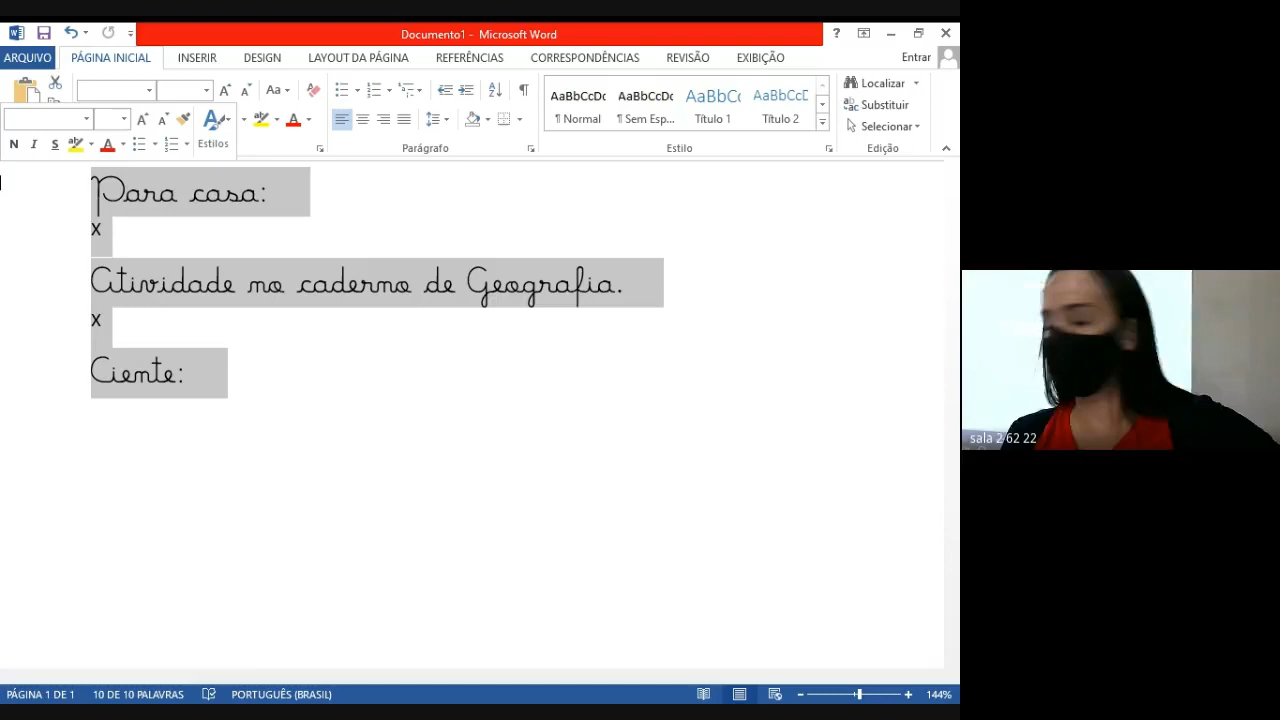 Documento1 - Microsoft Word
ARQUIVO PÁGINA INICIAL INSERIR DESIGN LAYOUT DA PÁGINA REFERÊNCIAS CORRESPONDÊNCIAS REVISÃO EXIBIÇÃO Entrar
Aa AaBbCcDc AaBbCcDc AaBbCc AaBbCcD Localizar
Substituir
¶ Normal ¶ Sem Esp... Título 1 Título 2 Selecionar
N I S A Estilos Parágrafo Estilo Edição
Para casa:
x
Atividade no caderno de Geografia.
x
Ciente:
sala 2 62 22
PÁGINA 1 DE 1 10 DE 10 PALAVRAS PORTUGUÊS (BRASIL) 144%